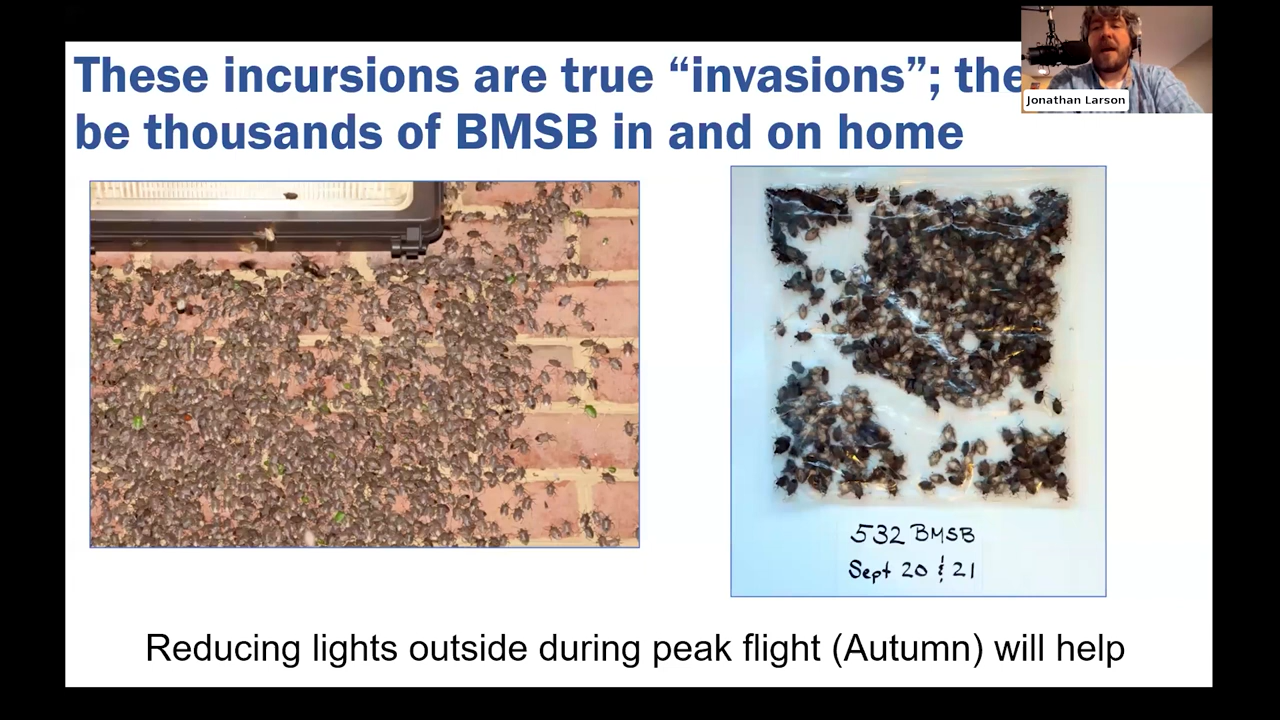 These incursions are true “invasions”; the
be thousands of BMSB in and on home
Jonathan Larson
532 BMSB
Sept 20 & 21
Reducing lights outside during peak flight (Autumn) will help